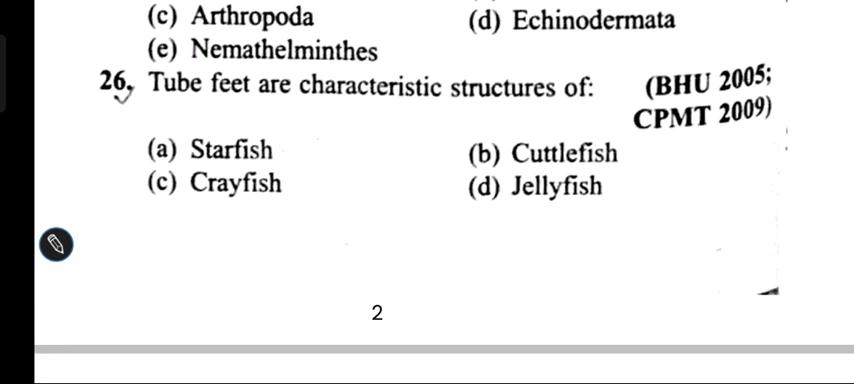 (c) Arthropoda (d) Echinodermata
(e) Nemathelminthes
26, Tube feet are characteristic structures of: (BHU 2005;
CPMT 2009)
(a) Starfish (b) Cuttlefish
(c) Crayfish (d) Jellyfish
2